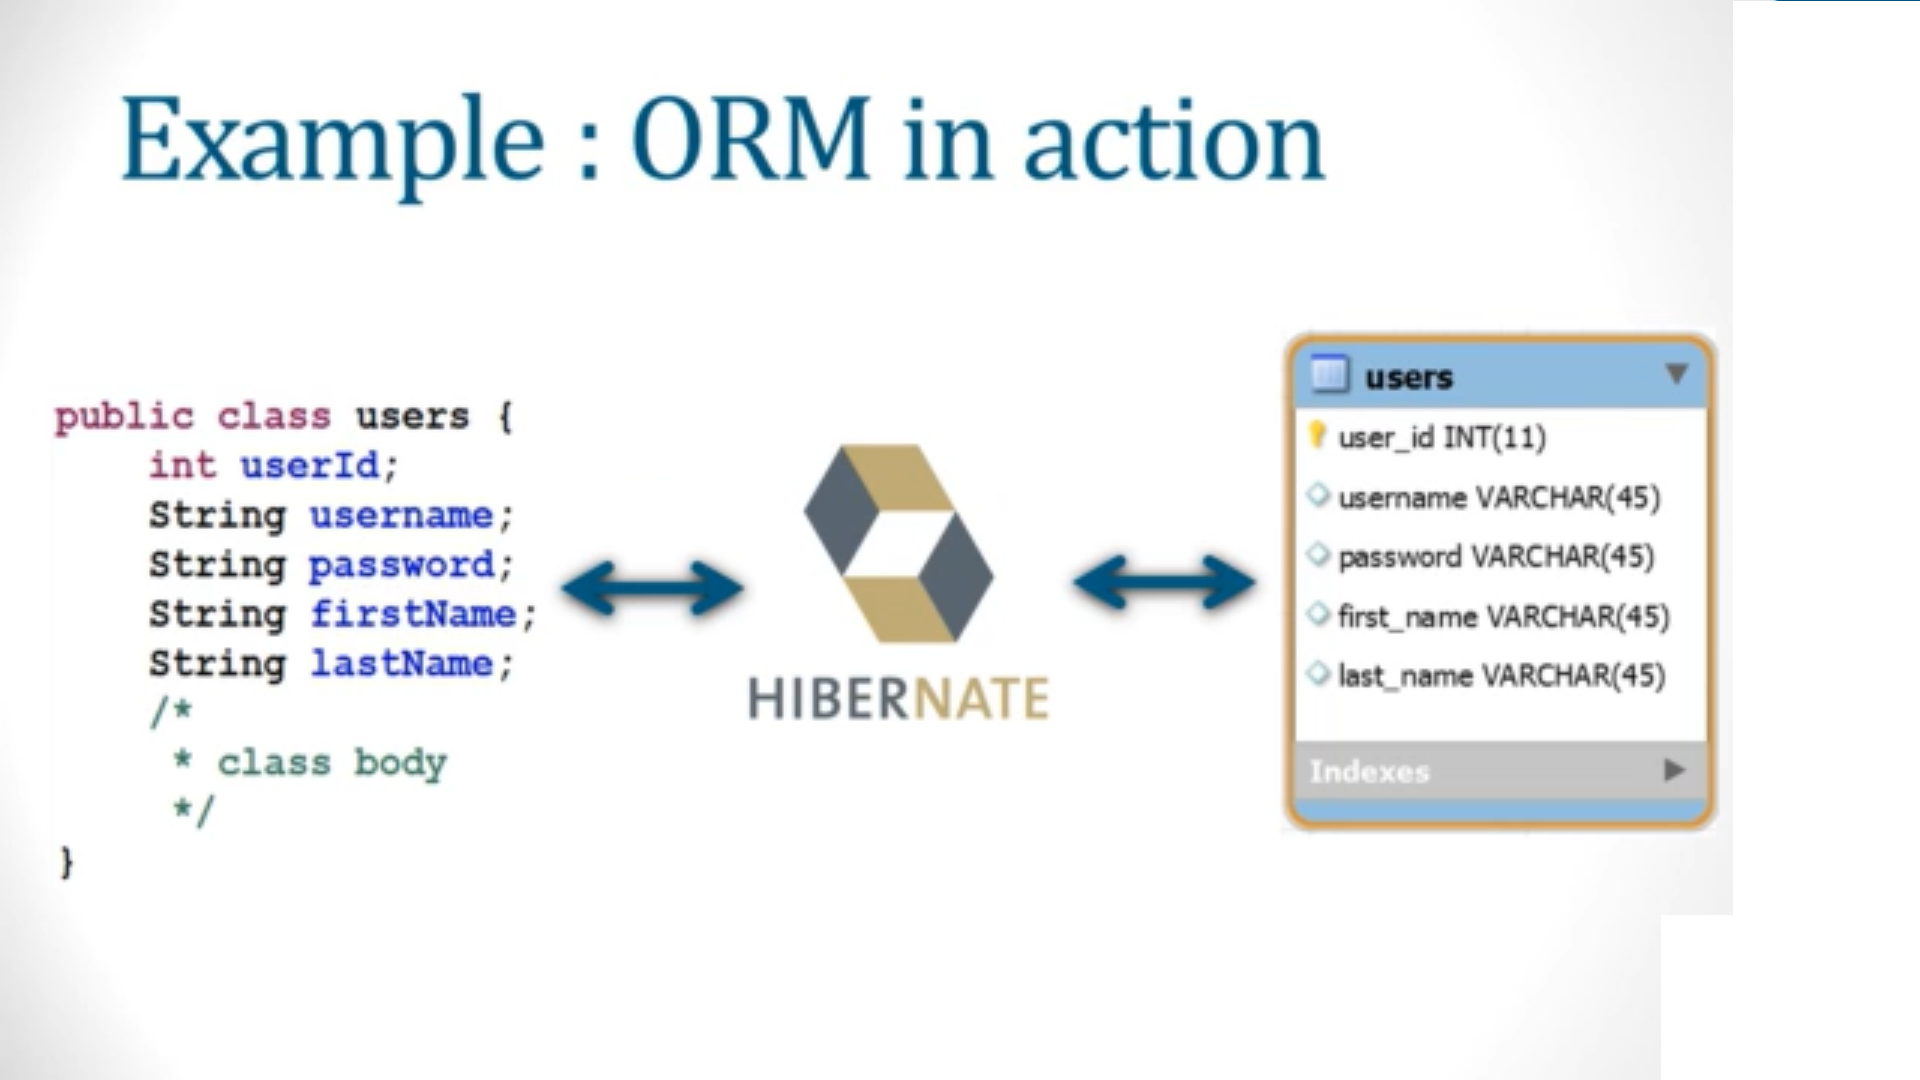 Example : ORM in action
public class users {
int userId;
String username;
String password;
String firstName;
String lastName;
/*
* class body
*/
}
HIBERNATE
users
user_id INT(11)
username VARCHAR(45)
password VARCHAR(45)
first_name VARCHAR(45)
last_name VARCHAR(45)
Indexes